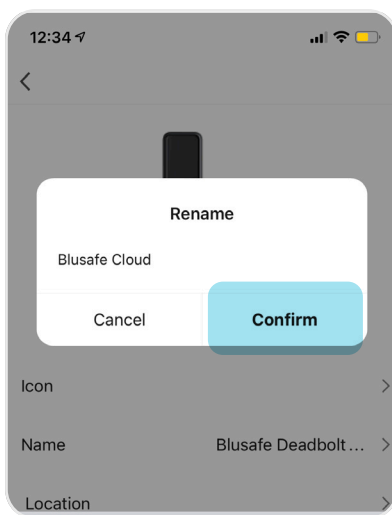 12:34
Rename
Blusafe Cloud
Cancel Confirm
Icon
Name Blusafe Deadbolt...
Location